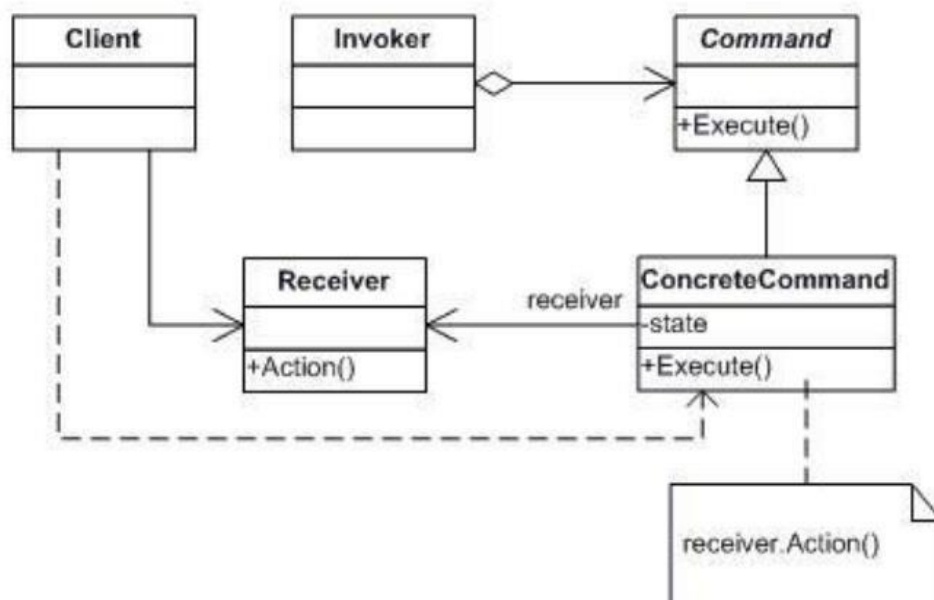 Client
Invoker
Command
+Execute()
Receiver
+Action()
receiver
ConcreteCommand
-state
+Execute()
receiver.Action()